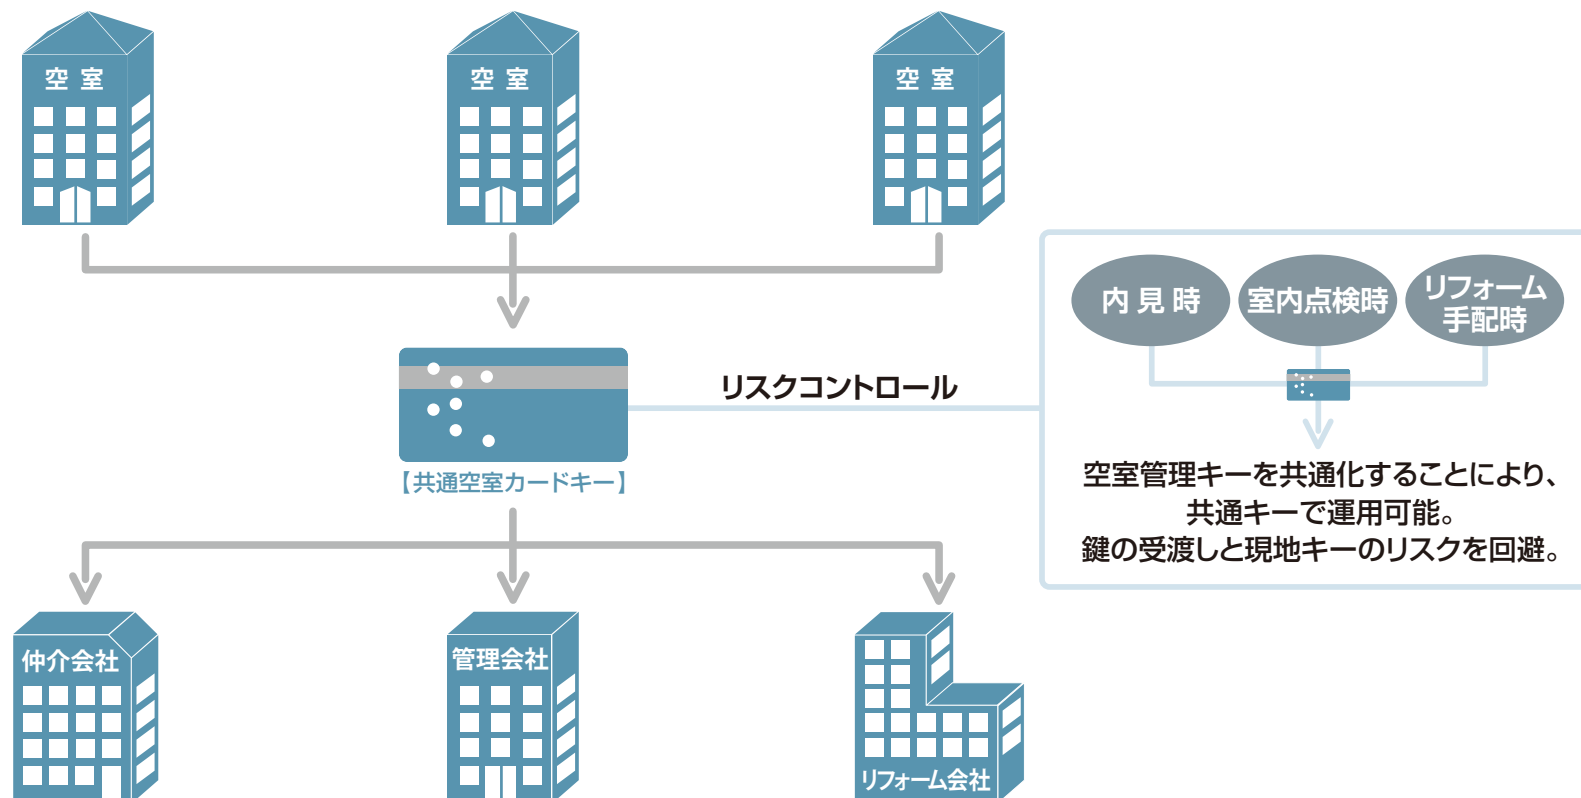 空 室
空 室
空 室
内 見 時
室内点検時
リフォーム
手配時
リスクコントロール
【共通空室カードキー】
空室管理キーを共通化することにより、
共通キーで運用可能。
鍵の受渡しと現地キーのリスクを回避。
仲介会社
管理会社
リフォーム会社